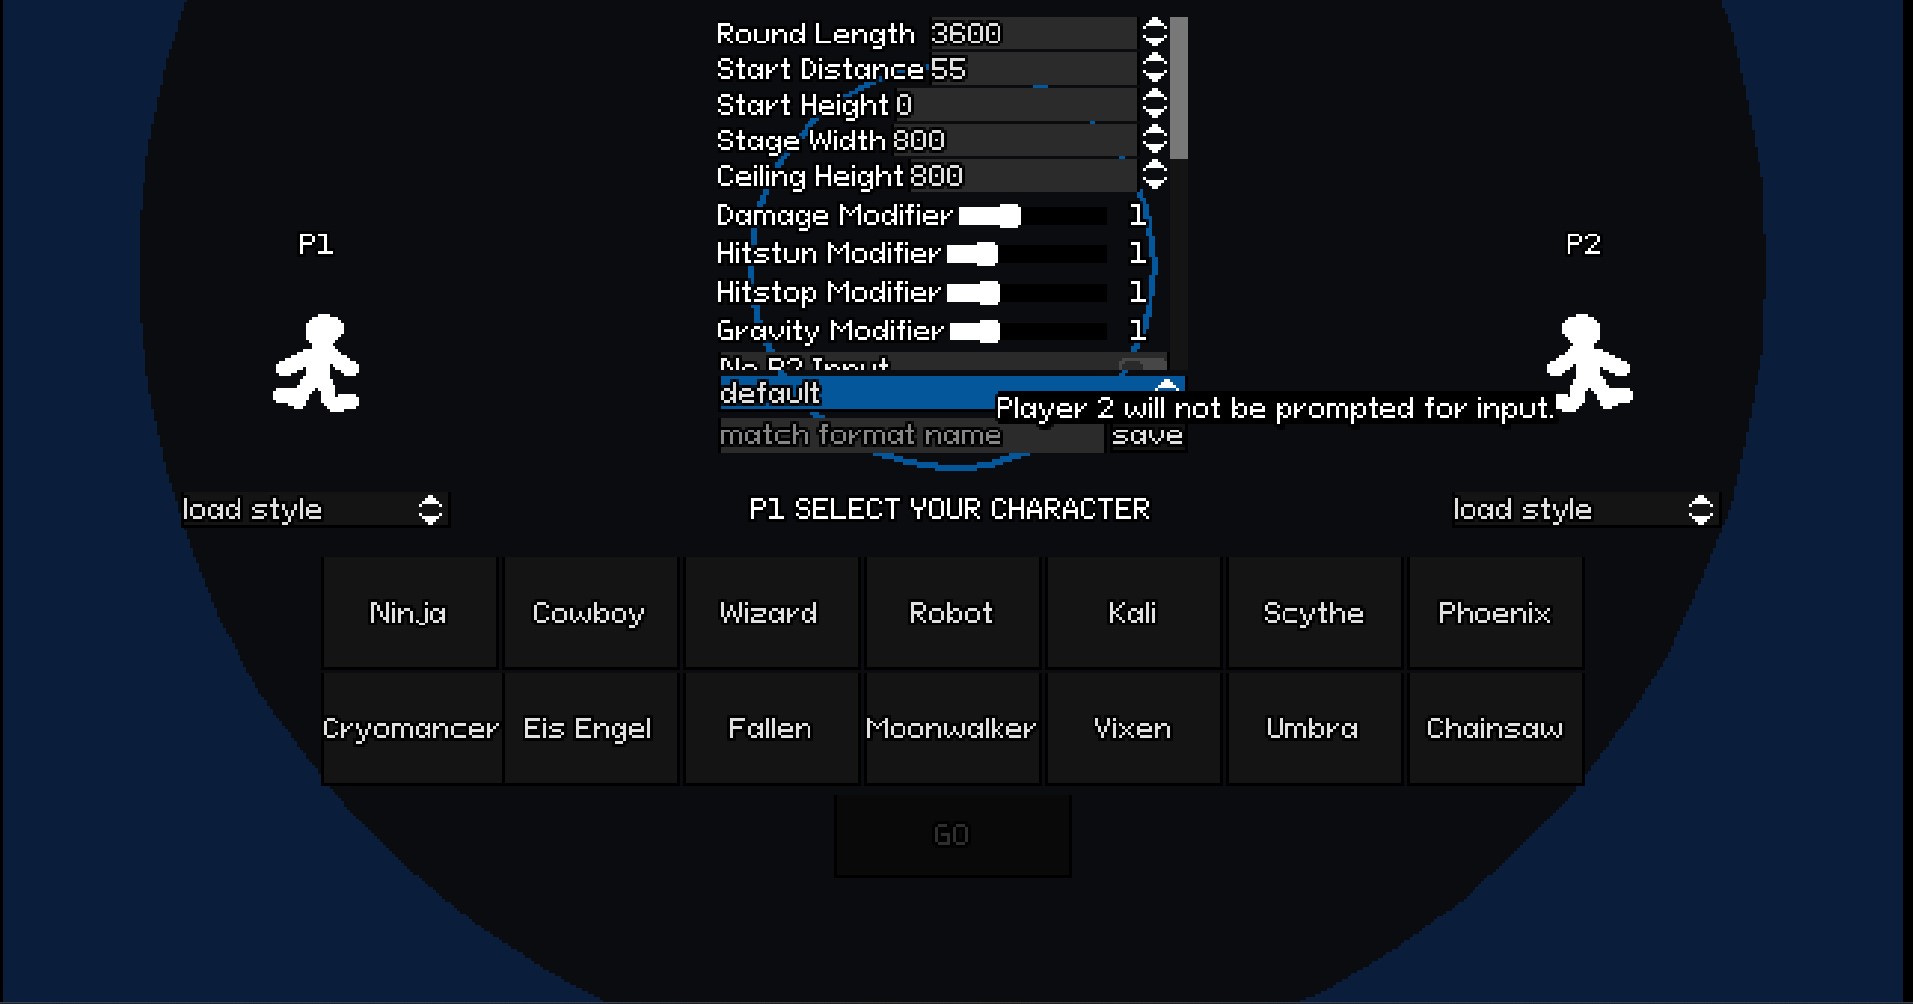 Round Length 3600
Start Distance 55
Start Height 0
Stage Width 800
Ceiling Height 800
Damage Modifier 1
Hitstun Modifier 1
Hitstop Modifier 1
Gravity Modifier 1
No P2 Input
P1
P2
default
Player 2 will not be prompted for input.
match format name save
load style
P1 SELECT YOUR CHARACTER
load style
Ninja Cowboy Wizard Robot Kali Scythe Phoenix
Cryomancer Eis Engel Fallen Moonwalker Vixen Umbra Chainsaw
GO